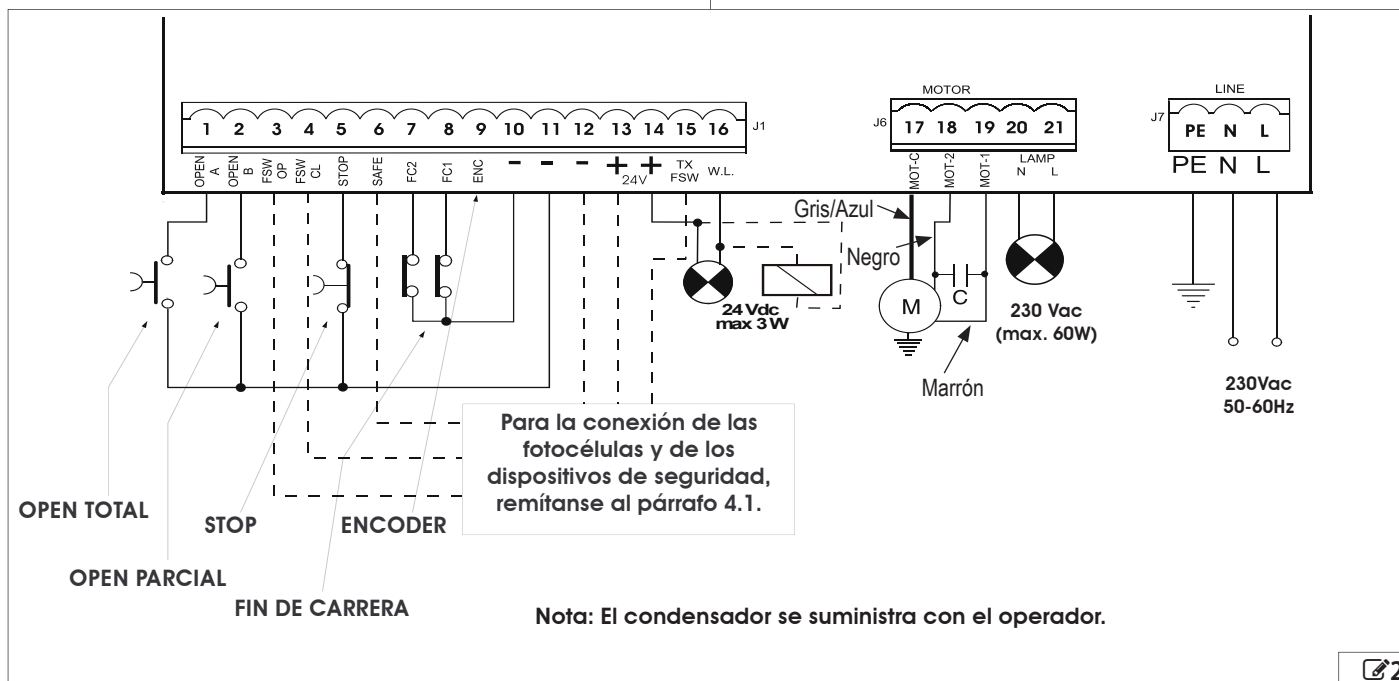 MOTOR
LINE
1 2 3 4 5 6 7 8 9 10 11 12 13 14 15 16
J1
J6
17 18 19 20 21
J7
PE N L
OPEN A
OPEN B
FSW OP
FSW CL
STOP
SAFE
FC2
FC1
ENC
- - - + +
24V
TX FSW
W.L.
MOT-C
MOT-2
MOT-1
LAMP
N L
PE N L
Gris/Azul
Negro
M
C
24 Vdc
max 3 W
230 Vac
(max. 60W)
Marrón
230Vac
50-60Hz
Para la conexión de las
fotocélulas y de los
dispositivos de seguridad,
remítanse al párrafo 4.1.
OPEN TOTAL
STOP
ENCODER
OPEN PARCIAL
FIN DE CARRERA
Nota: El condensador se suministra con el operador.
2